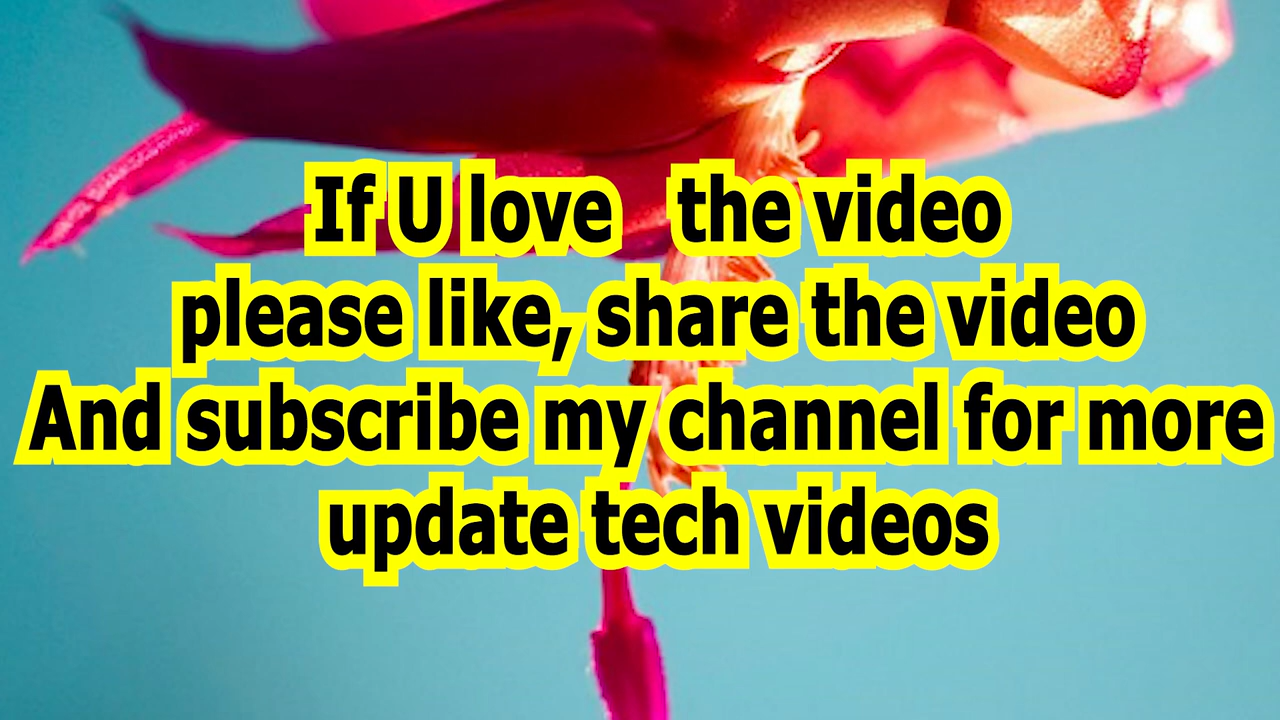 If U love the video
please like, share the video
And subscribe my channel for more
update tech videos